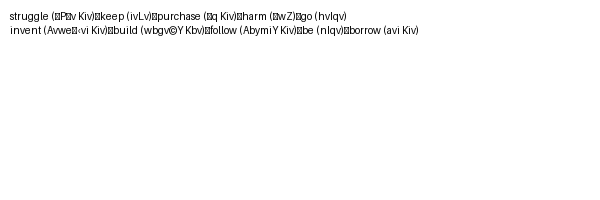 struggle (□P□v Kiv)□keep (ivLv)□purchase (□q Kiv)□harm (□wZ)□go (hvIqv)
invent (Avwe□‹vi Kiv)□build (wbgv©Y Kbv)□follow (AbymiY Kiv)□be (nIqv)□borrow (avi Kiv)